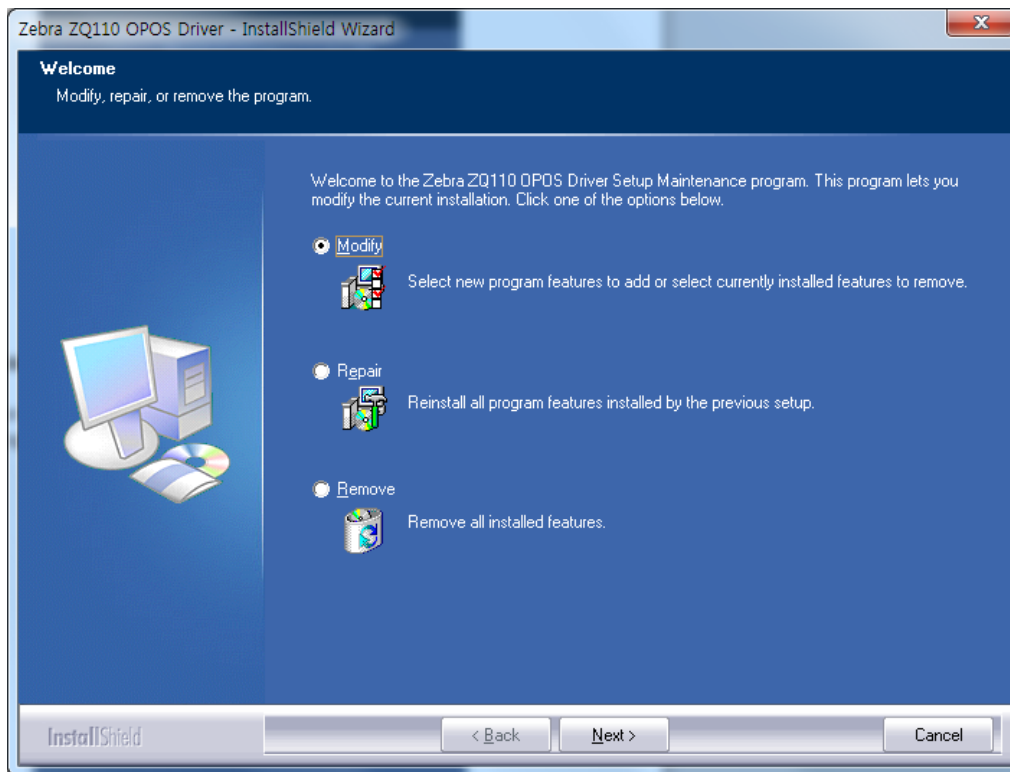 Zebra ZQ110 OPOS Driver - InstallShield Wizard
Welcome
Modify, repair, or remove the program.
Welcome to the Zebra ZQ110 OPOS Driver Setup Maintenance program. This program lets you
modify the current installation. Click one of the options below.
Modify
Select new program features to add or select currently installed features to remove.
Repair
Reinstall all program features installed by the previous setup.
Remove
Remove all installed features.
InstallShield
< Back
Next >
Cancel